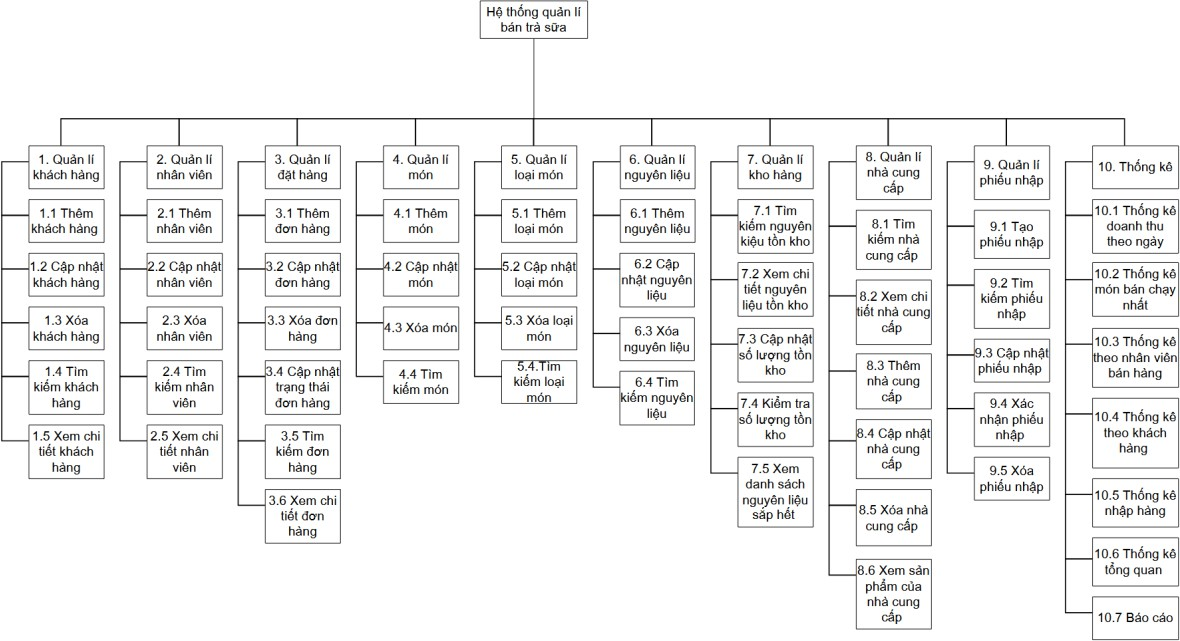 Hệ thống quản lí
bán trà sữa
1. Quản lí
khách hàng
1.1 Thêm
khách hàng
1.2 Cập nhật
khách hàng
1.3 Xóa
khách hàng
1.4 Tìm
kiếm khách
hàng
1.5 Xem chi
tiết khách
hàng
2. Quản lí
nhân viên
2.1 Thêm
nhân viên
2.2 Cập nhật
nhân viên
2.3 Xóa
nhân viên
2.4 Tìm
kiếm nhân
viên
2.5 Xem chi
tiết nhân
viên
3. Quản lí
đặt hàng
3.1 Thêm
đơn hàng
3.2 Cập nhật
đơn hàng
3.3 Xóa đơn
hàng
3.4 Cập nhật
trạng thái
đơn hàng
3.5 Tìm
kiếm đơn
hàng
3.6 Xem chi
tiết đơn
hàng
4. Quản lí
món
4.1 Thêm
món
4.2 Cập nhật
món
4.3 Xóa món
4.4 Tìm
kiếm món
5. Quản lí
loại món
5.1 Thêm
loại món
5.2 Cập nhật
loại món
5.3 Xóa loại
món
5.4.Tìm
kiếm loại
món
6. Quản lí
nguyên liệu
6.1 Thêm
nguyên liệu
6.2 Cập
nhật nguyên
liệu
6.3 Xóa
nguyên liệu
6.4 Tìm
kiếm nguyên
liệu
7. Quản lí
kho hàng
7.1 Tìm
kiếm nguyên
kiệu tồn kho
7.2 Xem chi
tiết nguyên
liệu tồn kho
7.3 Cập nhật
số lượng tồn
kho
7.4 Kiểm tra
số lượng tồn
kho
7.5 Xem
danh sách
nguyên liệu
sắp hết
8. Quản lí
nhà cung
cấp
8.1 Tìm
kiếm nhà
cung cấp
8.2 Xem chi
tiết nhà cung
cấp
8.3 Thêm
nhà cung
cấp
8.4 Cập nhật
nhà cung
cấp
8.5 Xóa nhà
cung cấp
8.6 Xem sản
phẩm của
nhà cung
cấp
9. Quản lí
phiếu nhập
9.1 Tạo
phiếu nhập
9.2 Tìm
kiếm phiếu
nhập
9.3 Cập nhật
phiếu nhập
9.4 Xác
nhận phiếu
nhập
9.5 Xóa
phiếu nhập
10. Thống kê
10.1 Thống kê
doanh thu
theo ngày
10.2 Thống kê
món bán chạy
nhất
10.3 Thống kê
theo nhân viên
bán hàng
10.4 Thống kê
theo khách
hàng
10.5 Thống kê
nhập hàng
10.6 Thống kê
tổng quan
10.7 Báo cáo